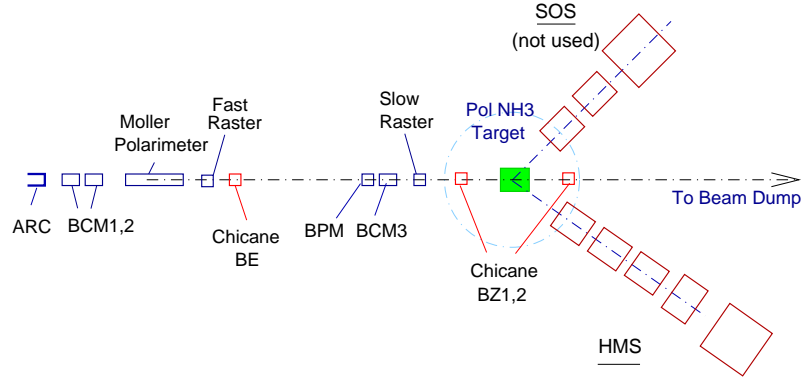 SOS
(not used)
Pol NH3
Target
Slow
Raster
Fast
Raster
Moller
Polarimeter
To Beam Dump
ARC
BCM1,2
Chicane
BE
BPM
BCM3
Chicane
BZ1,2
HMS